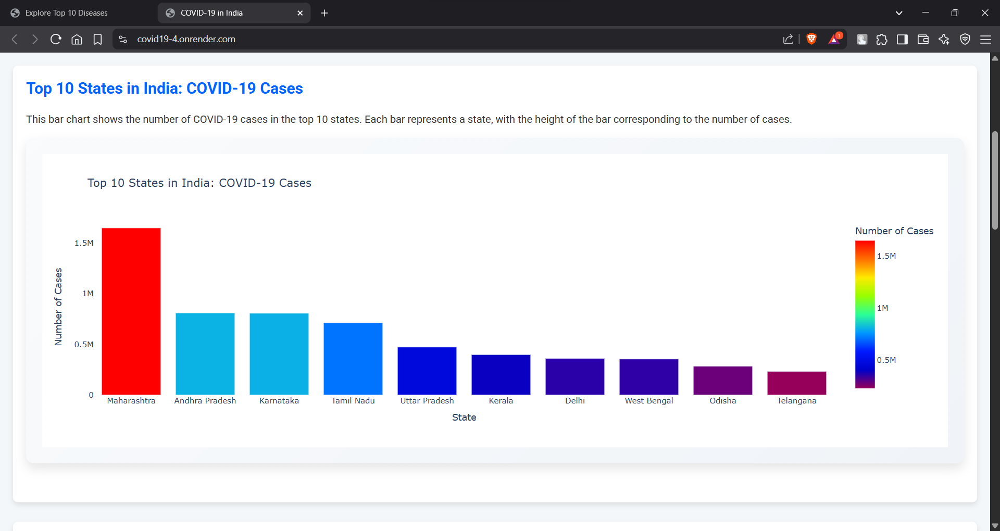 Explore Top 10 Diseases
COVID-19 in India
covid19-4.onrender.com
1
Top 10 States in India: COVID-19 Cases
This bar chart shows the number of COVID-19 cases in the top 10 states. Each bar represents a state, with the height of the bar corresponding to the number of cases.
Top 10 States in India: COVID-19 Cases
Number of Cases
1.5M
1M
0.5M
0
Maharashtra Andhra Pradesh Karnataka Tamil Nadu Uttar Pradesh Kerala Delhi West Bengal Odisha Telangana
State
Number of Cases
1.5M
1M
0.5M